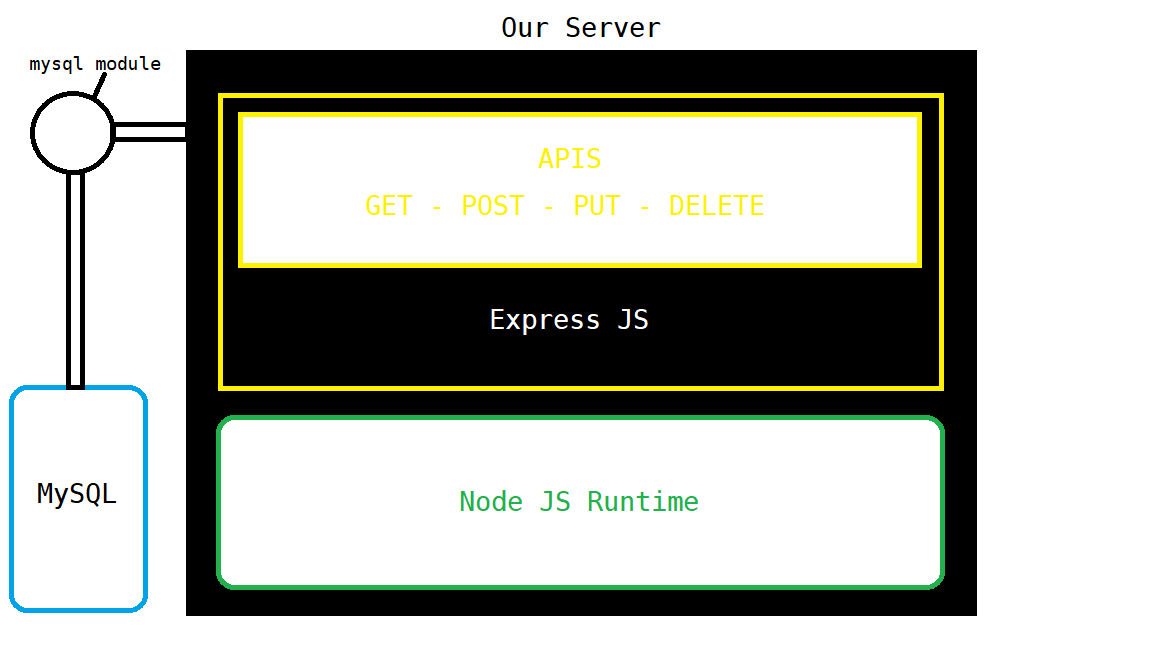 Our Server
mysql module
APIS
GET - POST - PUT - DELETE
Express JS
MySQL
Node JS Runtime